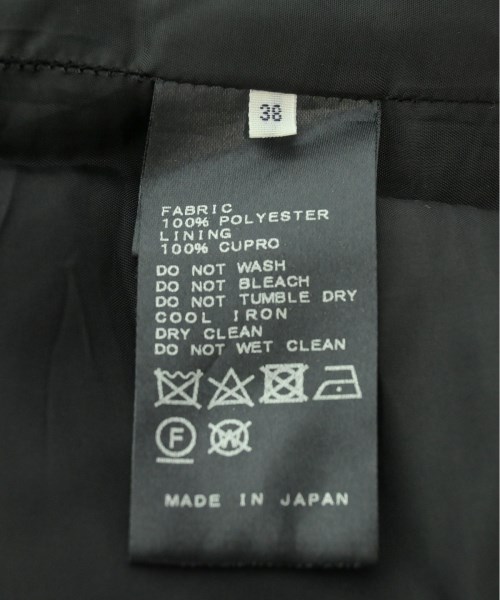 38
FABRIC
100% POLYESTER
LINING
100% CUPRO
DO NOT WASH
DO NOT BLEACH
DO NOT TUMBLE DRY
COOL IRON
DRY CLEAN
DO NOT WET CLEAN
F W
MADE IN JAPAN